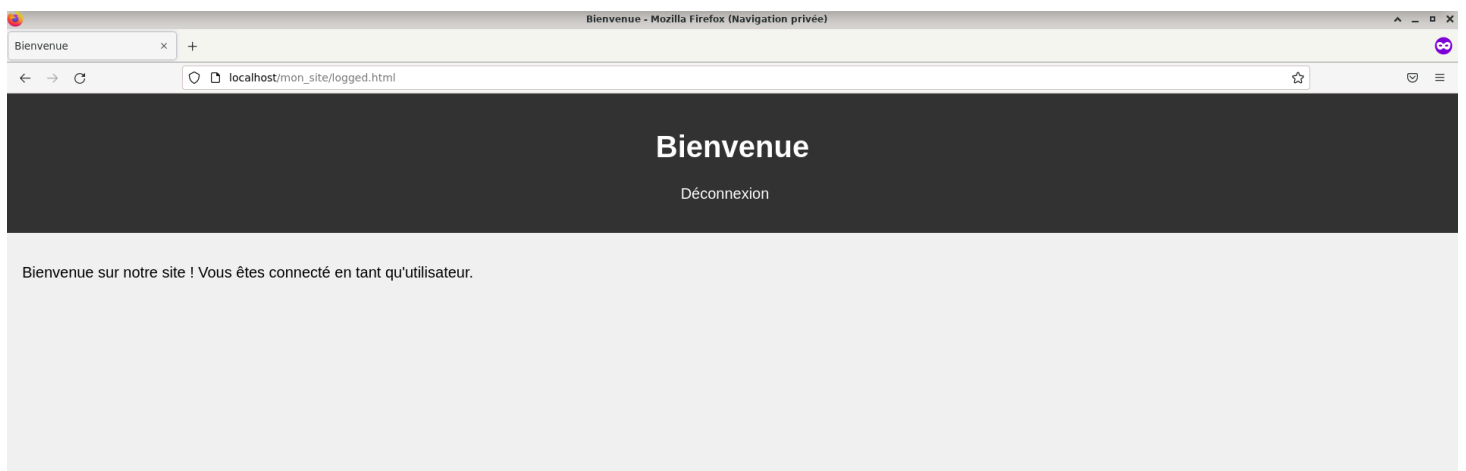 Bienvenue - Mozilla Firefox (Navigation privée)
Bienvenue
localhost/mon_site/logged.html
Bienvenue
Déconnexion
Bienvenue sur notre site ! Vous êtes connecté en tant qu'utilisateur.